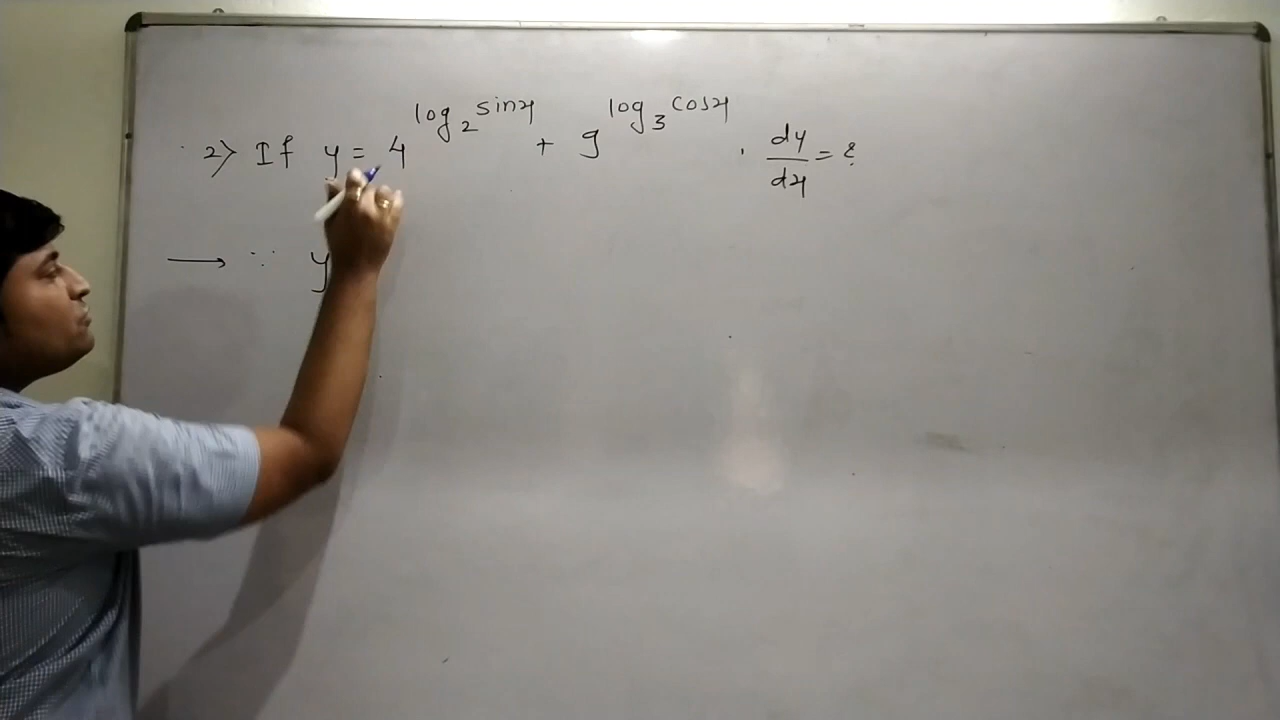 2) If y = 4^{log_2 sinx} + 9^{log_3 cosx} . dy/dx = ?
→ ∵ y